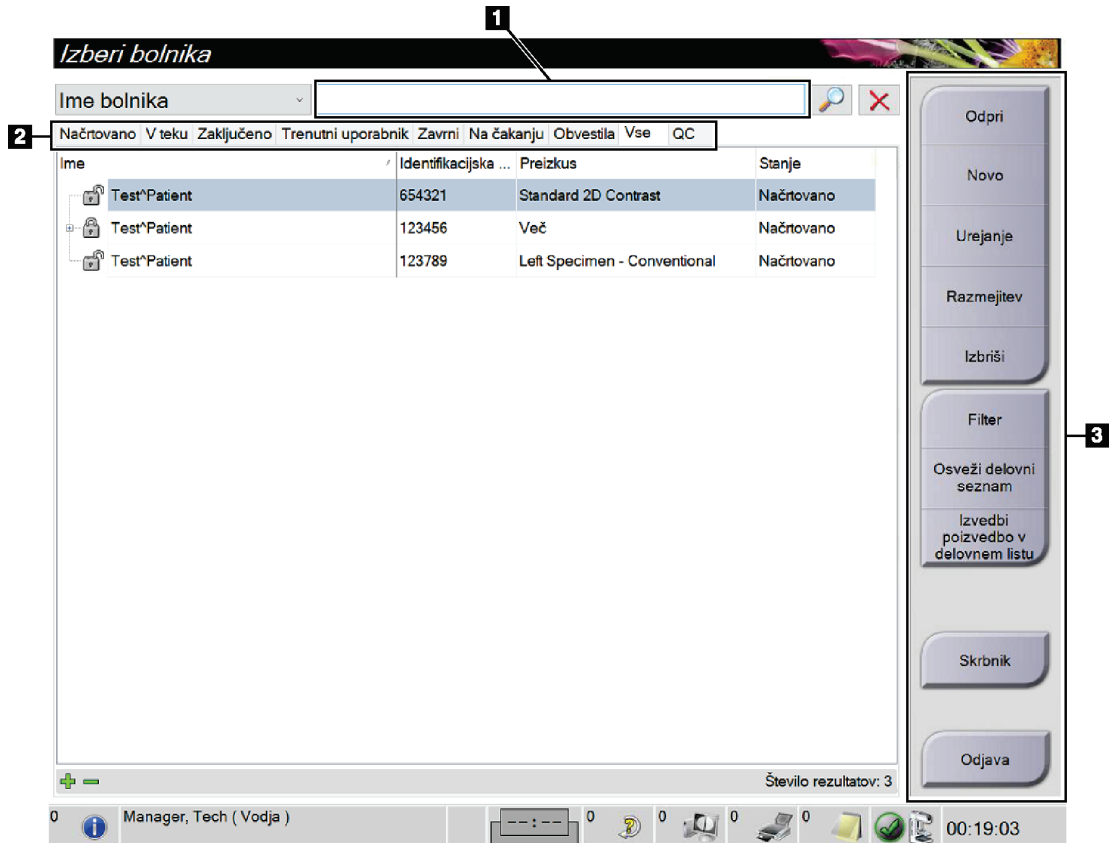 1
Izberi bolnika
Ime bolnika
2
Načrtovano V teku Zaključeno Trenutni uporabnik Zavrni Na čakanju Obvestila Vse QC
Ime Identifikacijska ... Preizkus Stanje
Test^Patient 654321 Standard 2D Contrast Načrtovano
Test^Patient 123456 Več Načrtovano
Test^Patient 123789 Left Specimen - Conventional Načrtovano
Število rezultatov: 3
Odpri
Novo
Urejanje
Razmejitev
Izbriši
Filter
3
Osveži delovni
seznam
Izvedbi
poizvedbo v
delovnem listu
Skrbnik
Odjava
0 Manager, Tech ( Vodja ) --:-- 0 0 0 0 00:19:03